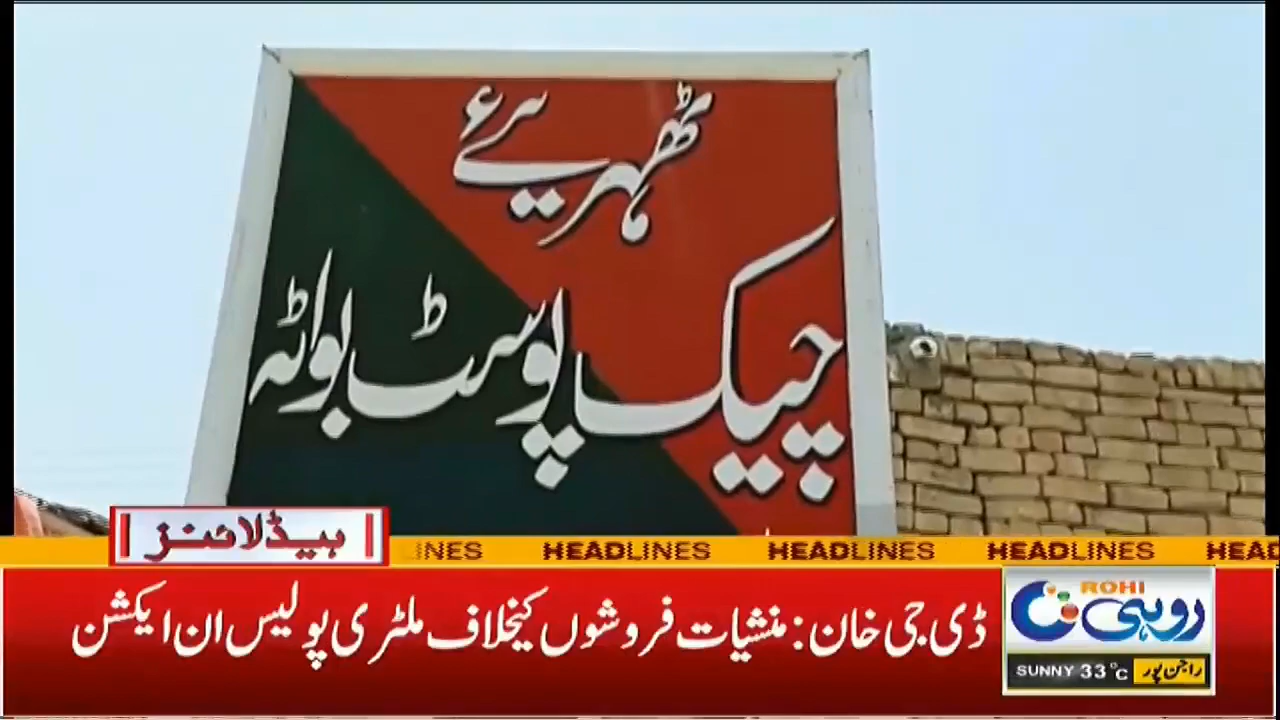 ٹھہریئے
چیک پوسٹ بواٹہ
ہیڈلائنز
LINES HEADLINES HEADLINES HEADLINES HEAD
ڈی جی خان: منشیات فروشوں کیخلاف ملٹری پولیس ان ایکشن
ROHI
روہی
SUNNY 33°C راجن پور